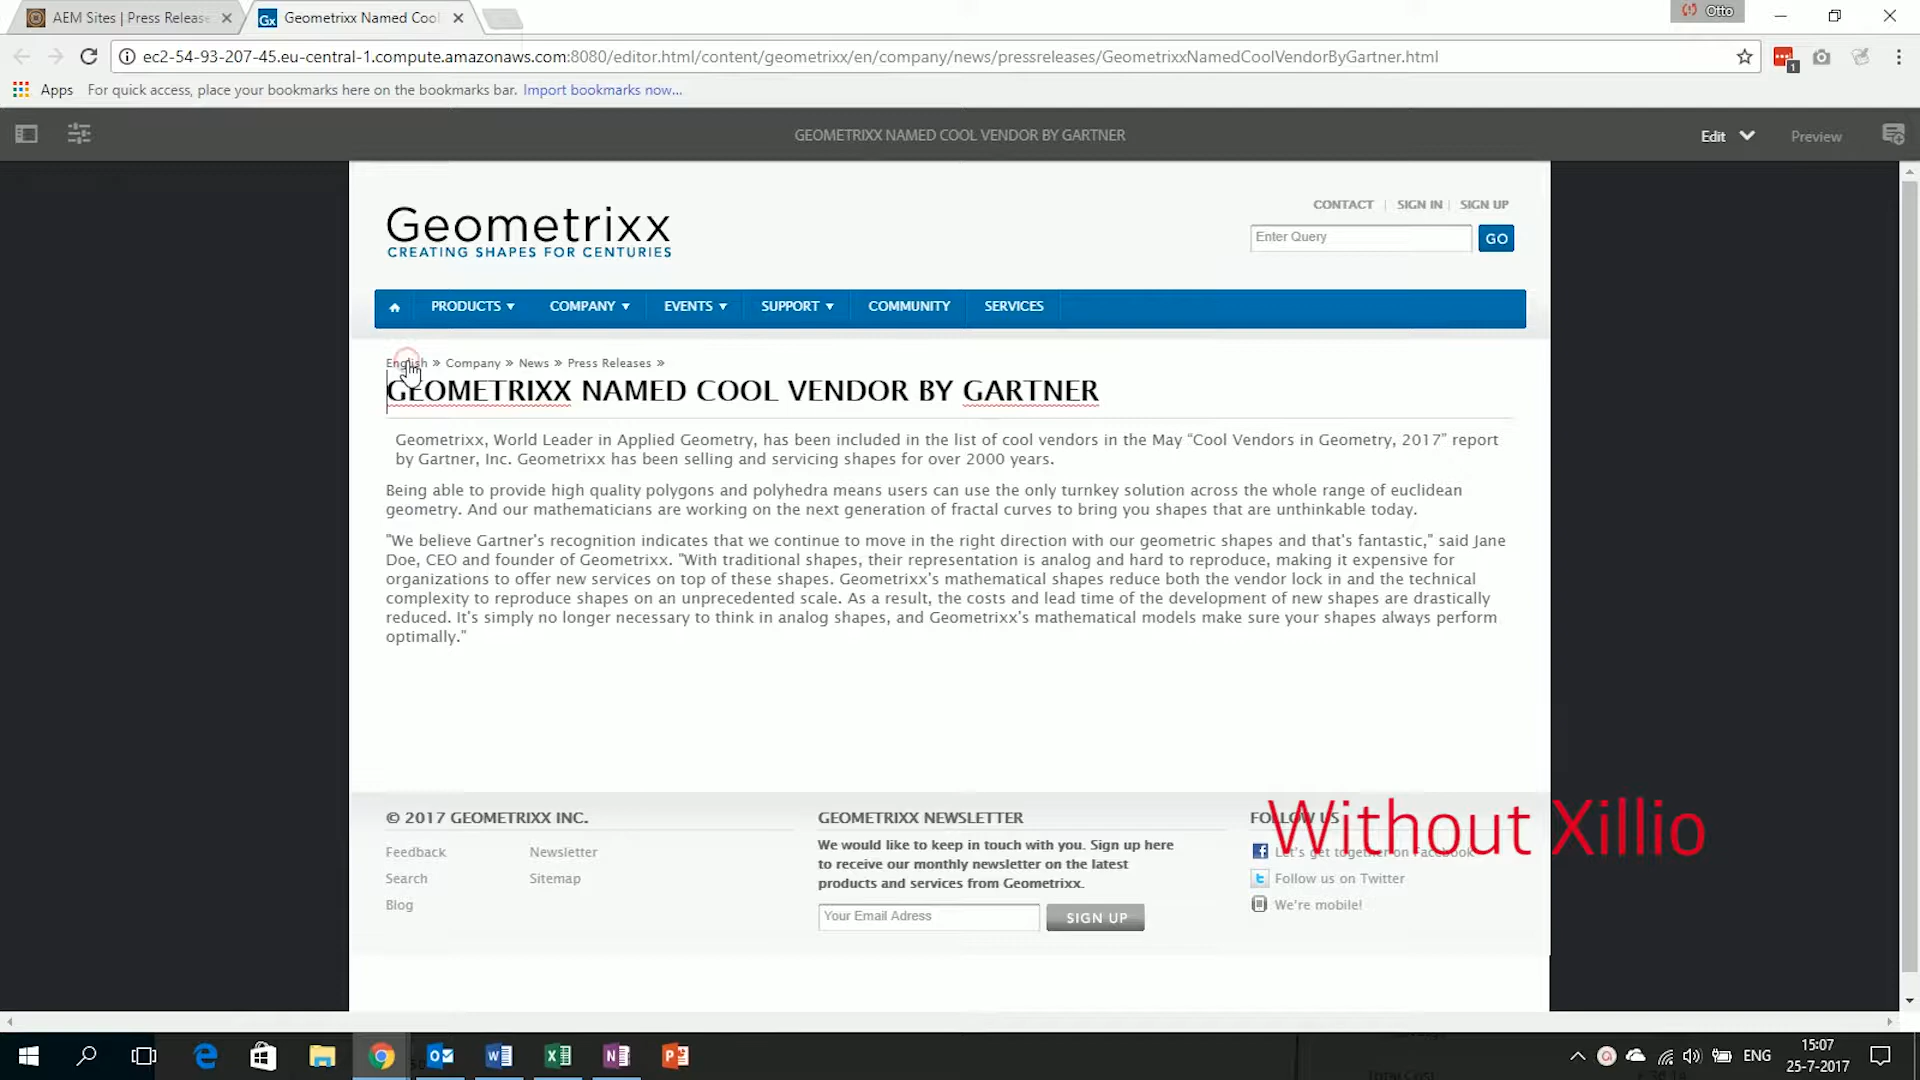 AEM Sites | Press Release
Geometrixx Named Cool
Otto
ec2-54-93-207-45.eu-central-1.compute.amazonaws.com:8080/editor.html/content/geometrixx/en/company/news/pressreleases/GeometrixxNamedCoolVendorByGartner.html
1
Apps For quick access, place your bookmarks here on the bookmarks bar. Import bookmarks now...
GEOMETRIXX NAMED COOL VENDOR BY GARTNER
Edit
Preview
CONTACT | SIGN IN | SIGN UP
Geometrixx
CREATING SHAPES FOR CENTURIES
Enter Query
GO
PRODUCTS ▼ COMPANY ▼ EVENTS ▼ SUPPORT ▼ COMMUNITY SERVICES
English » Company » News » Press Releases »
GEOMETRIXX NAMED COOL VENDOR BY GARTNER
Geometrixx, World Leader in Applied Geometry, has been included in the list of cool vendors in the May “Cool Vendors in Geometry, 2017” report
by Gartner, Inc. Geometrixx has been selling and servicing shapes for over 2000 years.
Being able to provide high quality polygons and polyhedra means users can use the only turnkey solution across the whole range of euclidean
geometry. And our mathematicians are working on the next generation of fractal curves to bring you shapes that are unthinkable today.
"We believe Gartner's recognition indicates that we continue to move in the right direction with our geometric shapes and that's fantastic," said Jane
Doe, CEO and founder of Geometrixx. "With traditional shapes, their representation is analog and hard to reproduce, making it expensive for
organizations to offer new services on top of these shapes. Geometrixx's mathematical shapes reduce both the vendor lock in and the technical
complexity to reproduce shapes on an unprecedented scale. As a result, the costs and lead time of the development of new shapes are drastically
reduced. It's simply no longer necessary to think in analog shapes, and Geometrixx's mathematical models make sure your shapes always perform
optimally."
© 2017 GEOMETRIXX INC.
Feedback Newsletter
Search Sitemap
Blog
GEOMETRIXX NEWSLETTER
We would like to keep in touch with you. Sign up here
to receive our monthly newsletter on the latest
products and services from Geometrixx.
Your Email Adress
SIGN UP
FOLLOW US
Let's get together on Facebook
Follow us on Twitter
We're mobile!
Without Xillio
ENG
15:07
25-7-2017